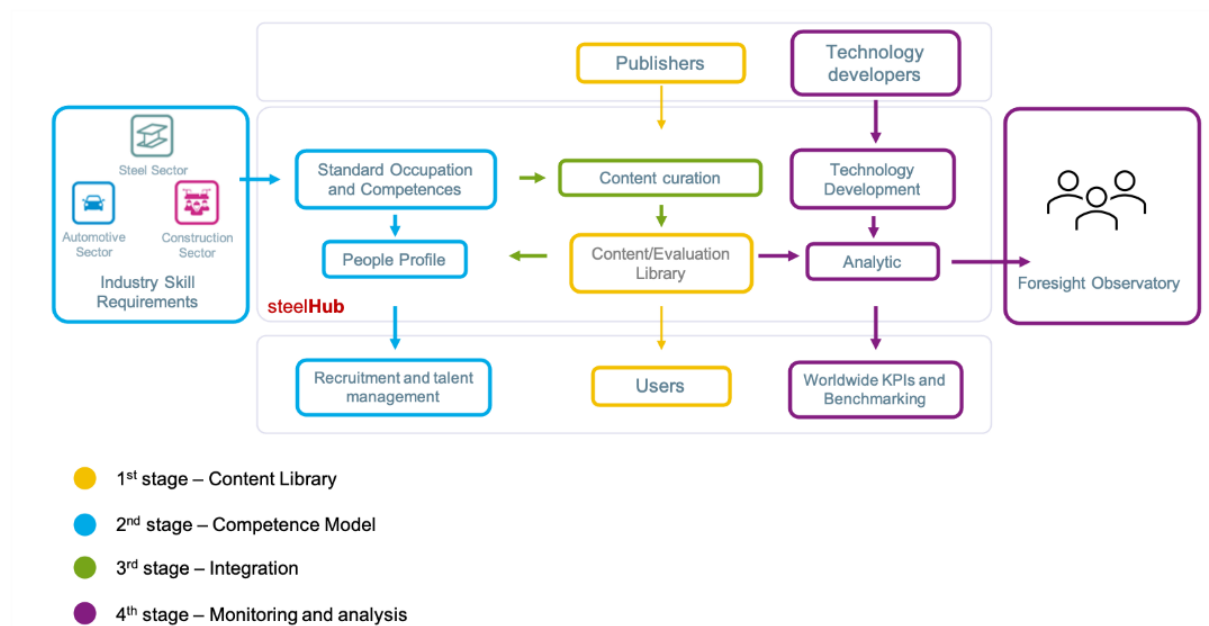 Publishers
Technology
developers
Steel Sector
Automotive
Sector
Construction
Sector
Industry Skill
Requirements
Standard Occupation
and Competences
Content curation
Technology
Development
People Profile
Content/Evaluation
Library
Analytic
Foresight Observatory
steelHub
Recruitment and talent
management
Users
Worldwide KPIs and
Benchmarking
1st stage – Content Library
2nd stage – Competence Model
3rd stage – Integration
4th stage – Monitoring and analysis